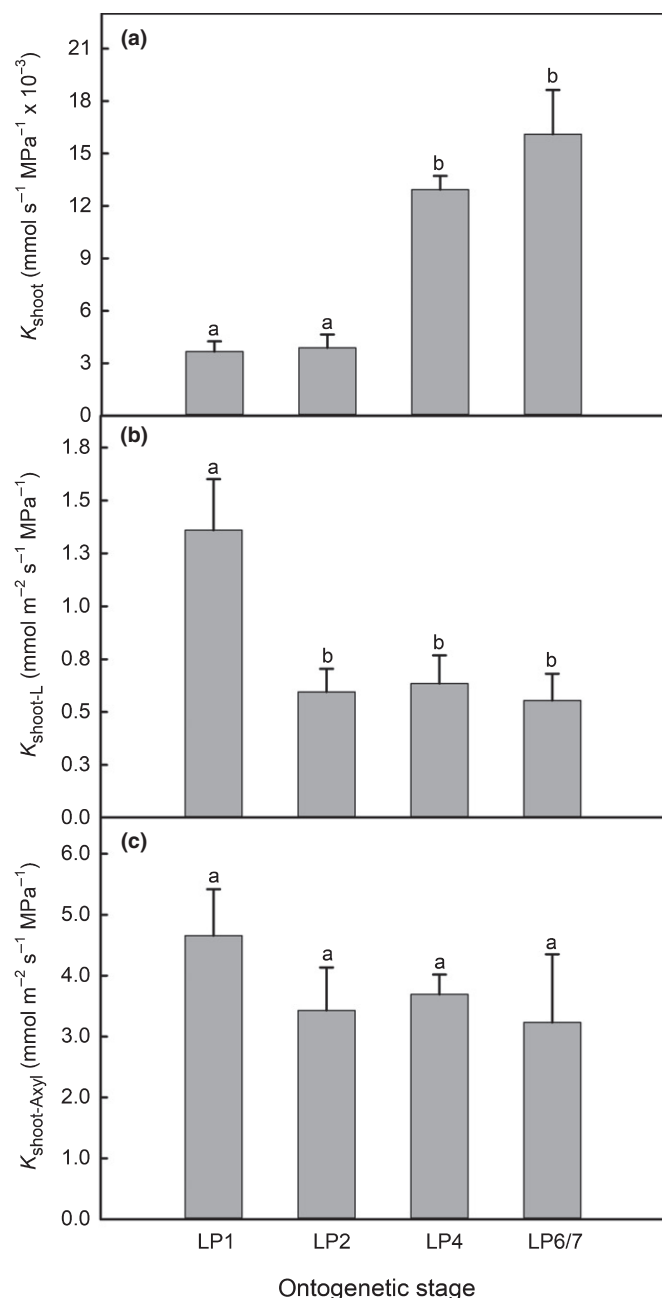 (a)
21
18
15
12
9
6
3
0
K_shoot (mmol s⁻¹ MPa⁻¹ x 10⁻³)
a
a
b
b
(b)
1.8
1.5
1.3
1.0
0.8
0.5
0.3
0.0
K_shoot-L (mmol m⁻² s⁻¹ MPa⁻¹)
a
b
b
b
(c)
6.0
5.0
4.0
3.0
2.0
1.0
0.0
K_shoot-Axyl (mmol m⁻² s⁻¹ MPa⁻¹)
a
a
a
a
LP1 LP2 LP4 LP6/7
Ontogenetic stage